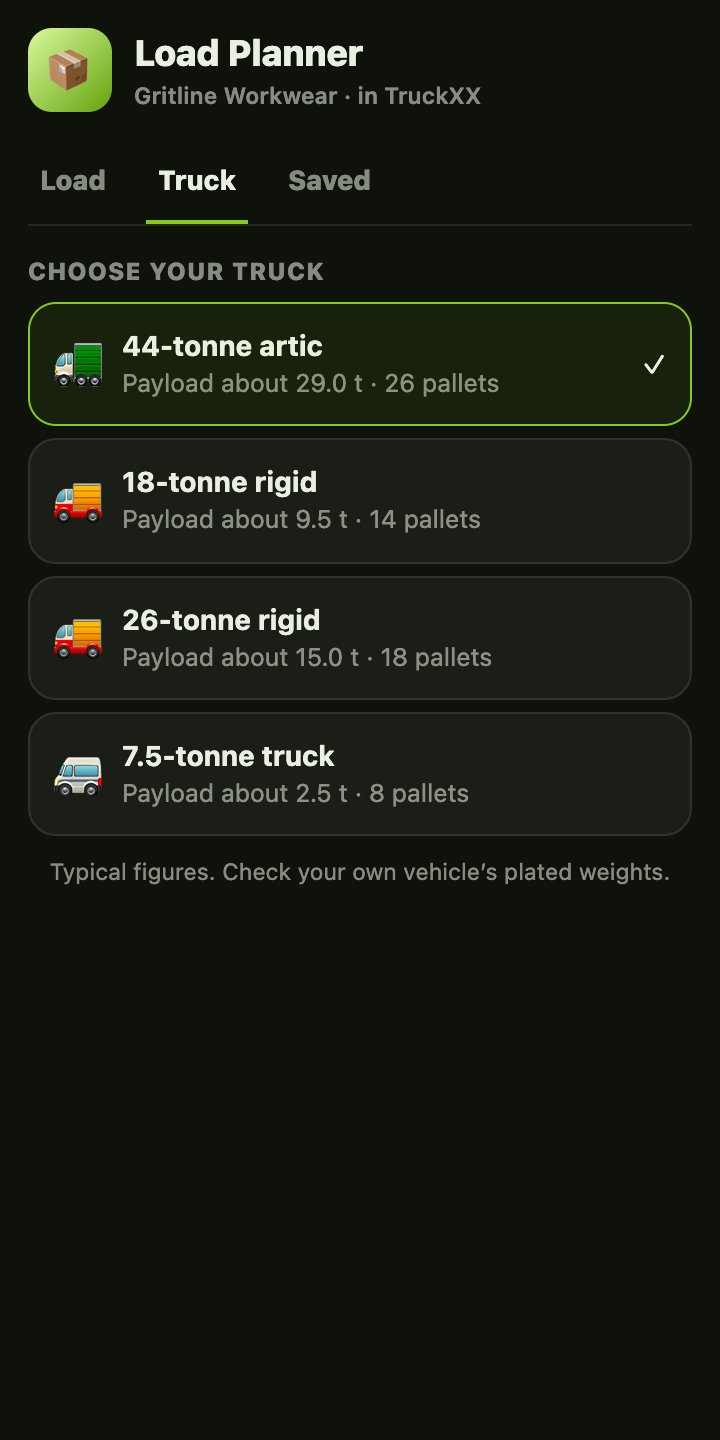 Load Planner
Gritline Workwear · in TruckXX
Load
Truck
Saved
CHOOSE YOUR TRUCK
44-tonne artic
Payload about 29.0 t · 26 pallets
18-tonne rigid
Payload about 9.5 t · 14 pallets
26-tonne rigid
Payload about 15.0 t · 18 pallets
7.5-tonne truck
Payload about 2.5 t · 8 pallets
Typical figures. Check your own vehicle’s plated weights.